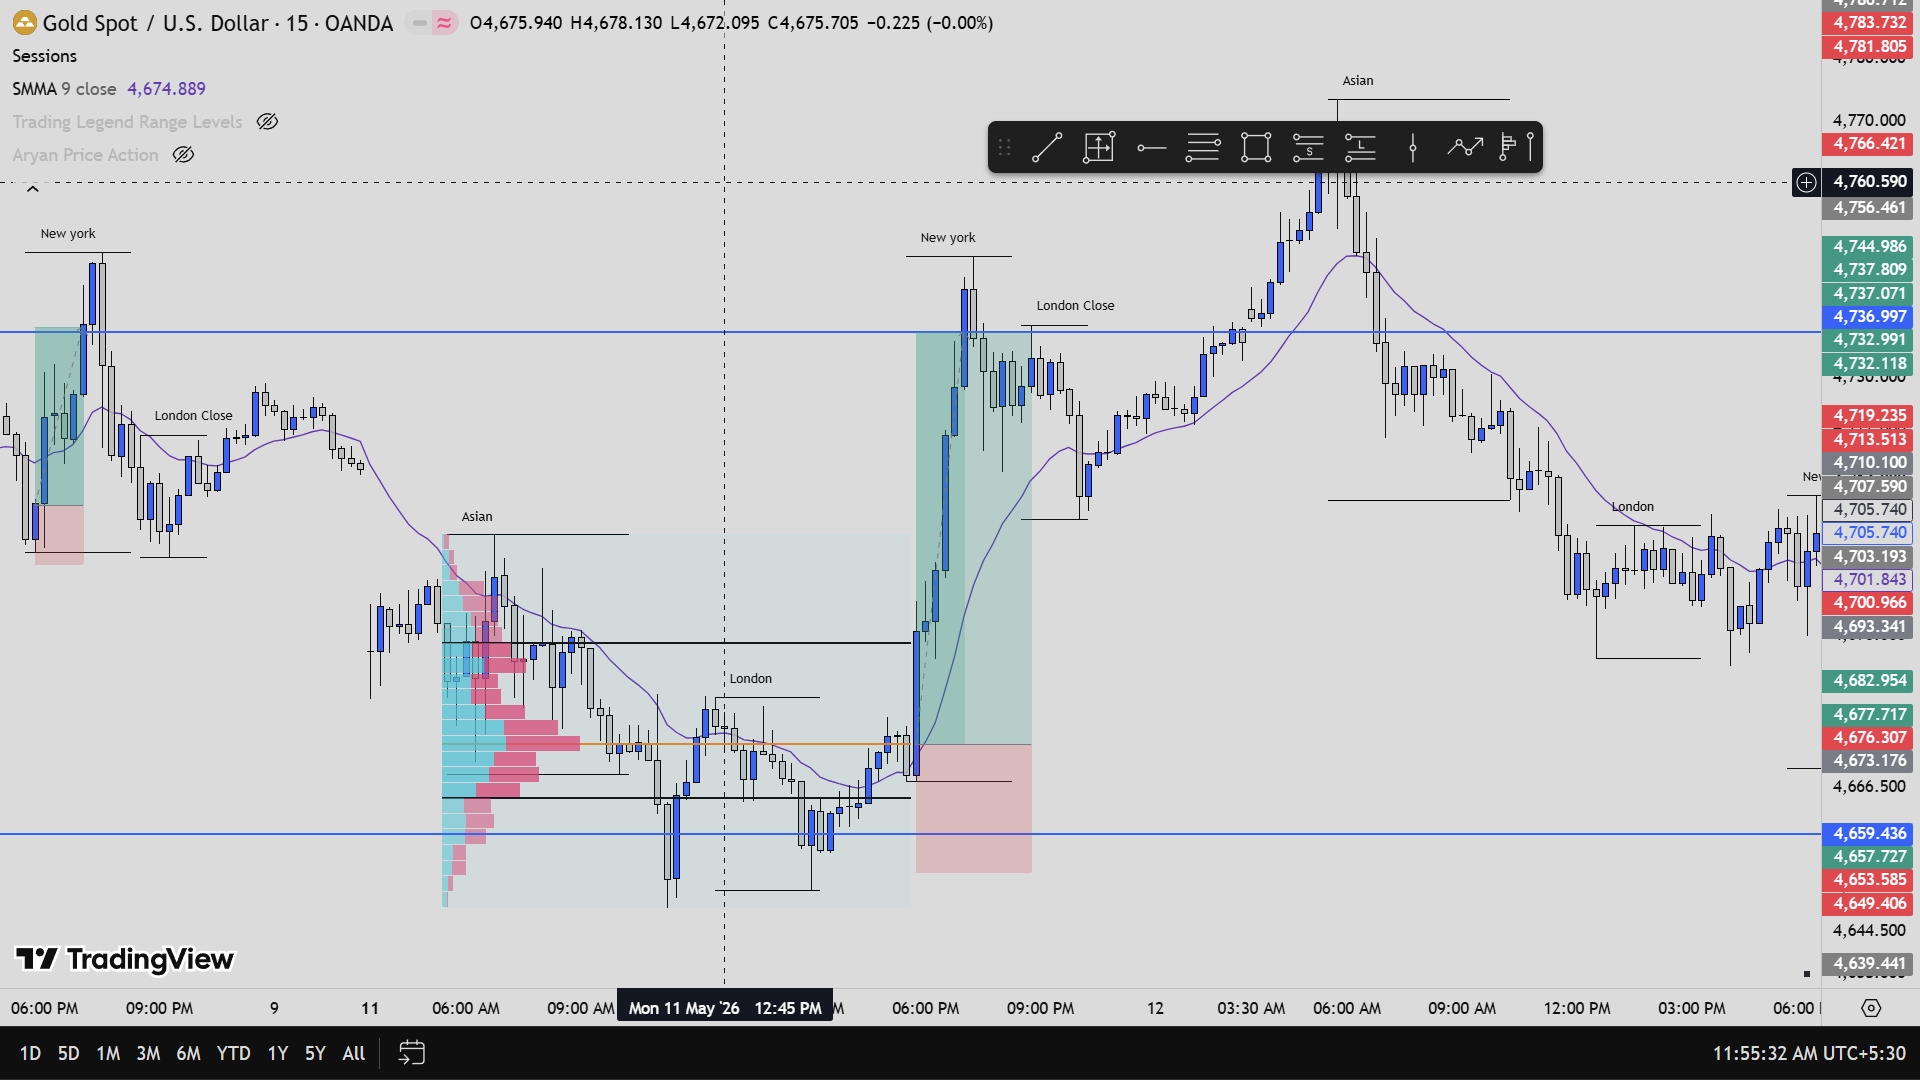 Gold Spot / U.S. Dollar · 15 · OANDA O4,675.940 H4,678.130 L4,672.095 C4,675.705 −0.225 (−0.00%)
Sessions
SMMA 9 close 4,674.889
Trading Legend Range Levels
Aryan Price Action
New york
London Close
Asian
London
New york
London Close
Asian
London
S
L
4,783.732
4,781.805
4,770.000
4,766.421
4,760.590
4,756.461
4,744.986
4,737.809
4,737.071
4,736.997
4,732.991
4,732.118
4,730.000
4,719.235
4,713.513
4,710.100
4,707.590
4,705.740
4,705.740
4,703.193
4,701.843
4,700.966
4,693.341
4,682.954
4,677.717
4,676.307
4,673.176
4,666.500
4,659.436
4,657.727
4,653.585
4,649.406
4,644.500
4,639.441
TradingView
06:00 PM 09:00 PM 9 11 06:00 AM 09:00 AM Mon 11 May '26 12:45 PM 06:00 PM 09:00 PM 12 03:30 AM 06:00 AM 09:00 AM 12:00 PM 03:00 PM 06:00
1D 5D 1M 3M 6M YTD 1Y 5Y All 11:55:32 AM UTC+5:30